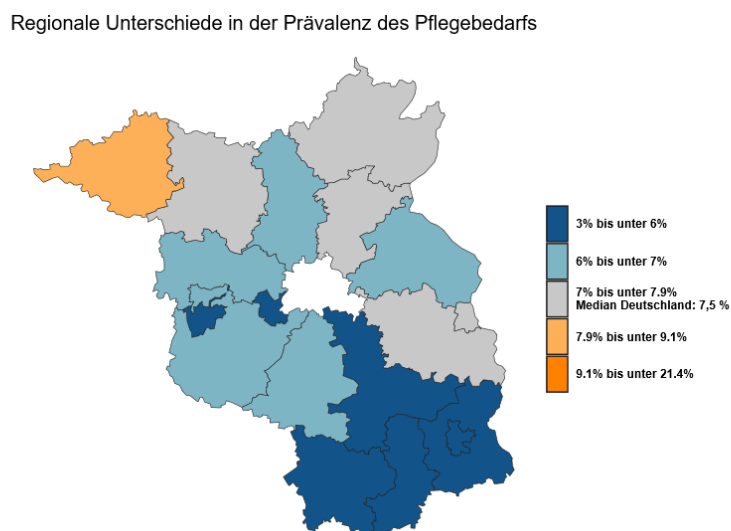 Regionale Unterschiede in der Prävalenz des Pflegebedarfs
3% bis unter 6%
6% bis unter 7%
7% bis unter 7.9%
Median Deutschland: 7,5 %
7.9% bis unter 9.1%
9.1% bis unter 21.4%